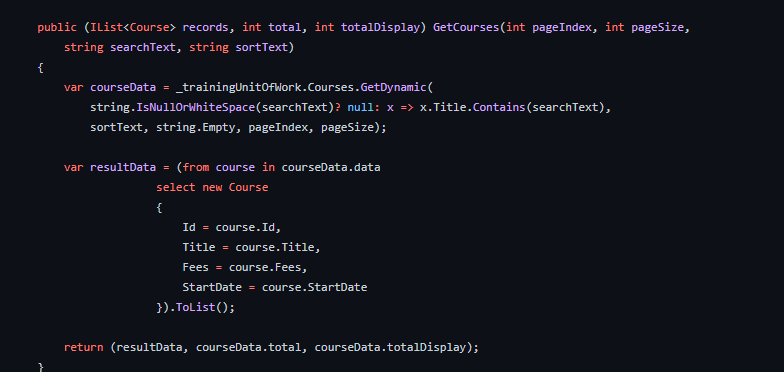 public (IList<Course> records, int total, int totalDisplay) GetCourses(int pageIndex, int pageSize,
    string searchText, string sortText)
{
    var courseData = _trainingUnitOfWork.Courses.GetDynamic(
        string.IsNullOrWhiteSpace(searchText)? null: x => x.Title.Contains(searchText),
        sortText, string.Empty, pageIndex, pageSize);

    var resultData = (from course in courseData.data
                  select new Course
                  {
                      Id = course.Id,
                      Title = course.Title,
                      Fees = course.Fees,
                      StartDate = course.StartDate
                  }).ToList();

    return (resultData, courseData.total, courseData.totalDisplay);
}